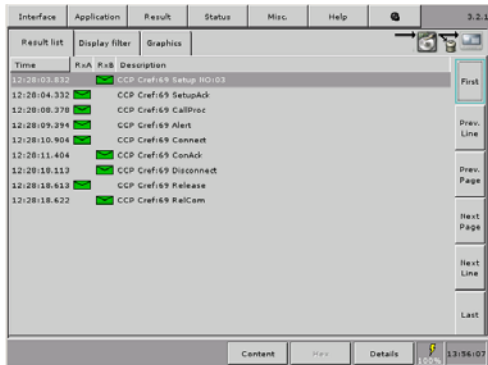 Interface Application Result Status Misc. Help 3.2.1
Result list Display filter Graphics
Time RxA RxB Description
12:28:03.832 CCP Cref:69 Setup NO:03
12:28:04.332 CCP Cref:69 SetupAck
12:28:08.378 CCP Cref:69 CallProc
12:28:09.394 CCP Cref:69 Alert
12:28:10.904 CCP Cref:69 Connect
12:28:11.404 CCP Cref:69 ConAck
12:28:18.113 CCP Cref:69 Disconnect
12:28:18.613 CCP Cref:69 Release
12:28:18.622 CCP Cref:69 RelCom
First
Prev.
Line
Prev.
Page
Next
Page
Next
Line
Last
Content Hex Details 100% 13:56:07